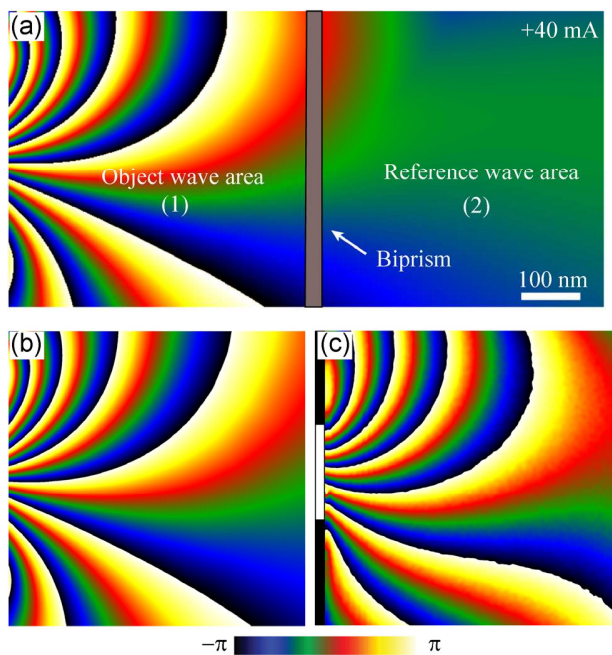 (a)
+40 mA
Object wave area
(1)
Reference wave area
(2)
Biprism
100 nm
(b)
(c)
−π
π